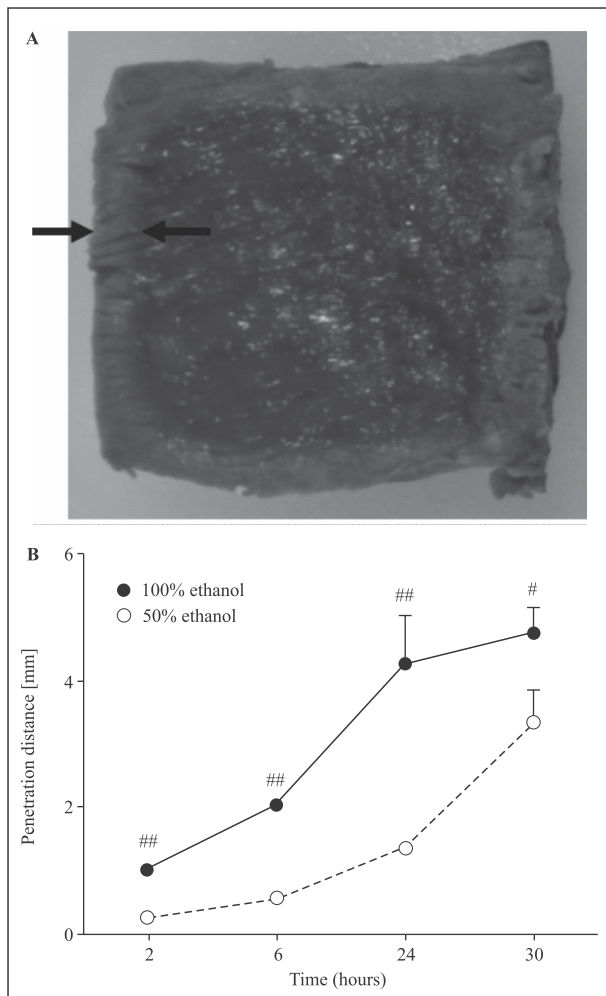 A
B
6
100% ethanol
50% ethanol
##
#
4
Penetration distance [mm]
##
2
##
0
2 6 24 30
Time (hours)